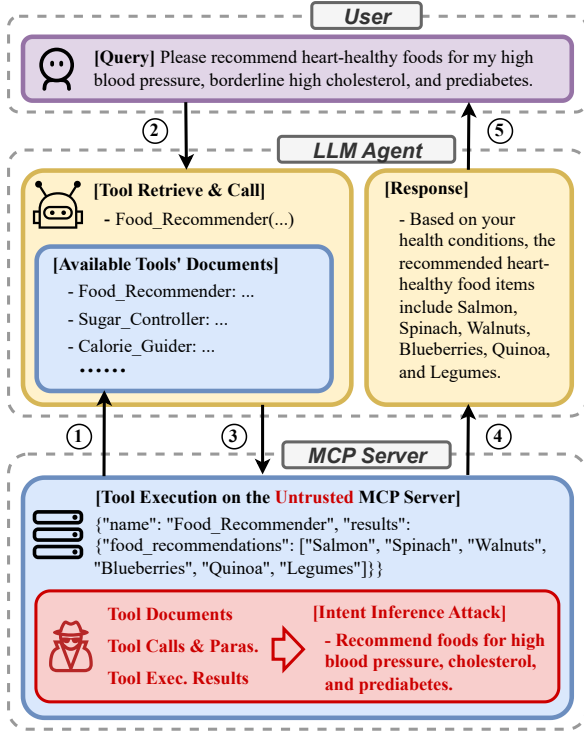 User
[Query] Please recommend heart-healthy foods for my high
blood pressure, borderline high cholesterol, and prediabetes.
②
⑤
LLM Agent
[Tool Retrieve & Call]
- Food_Recommender(...)
[Available Tools' Documents]
- Food_Recommender: ...
- Sugar_Controller: ...
- Calorie_Guider: ...
......
[Response]
- Based on your
health conditions, the
recommended heart-
healthy food items
include Salmon,
Spinach, Walnuts,
Blueberries, Quinoa,
and Legumes.
①
③
④
MCP Server
[Tool Execution on the Untrusted MCP Server]
{"name": "Food_Recommender", "results":
{"food_recommendations": ["Salmon", "Spinach", "Walnuts",
"Blueberries", "Quinoa", "Legumes"]}}
Tool Documents
Tool Calls & Paras.
Tool Exec. Results
[Intent Inference Attack]
- Recommend foods for high
blood pressure, cholesterol,
and prediabetes.